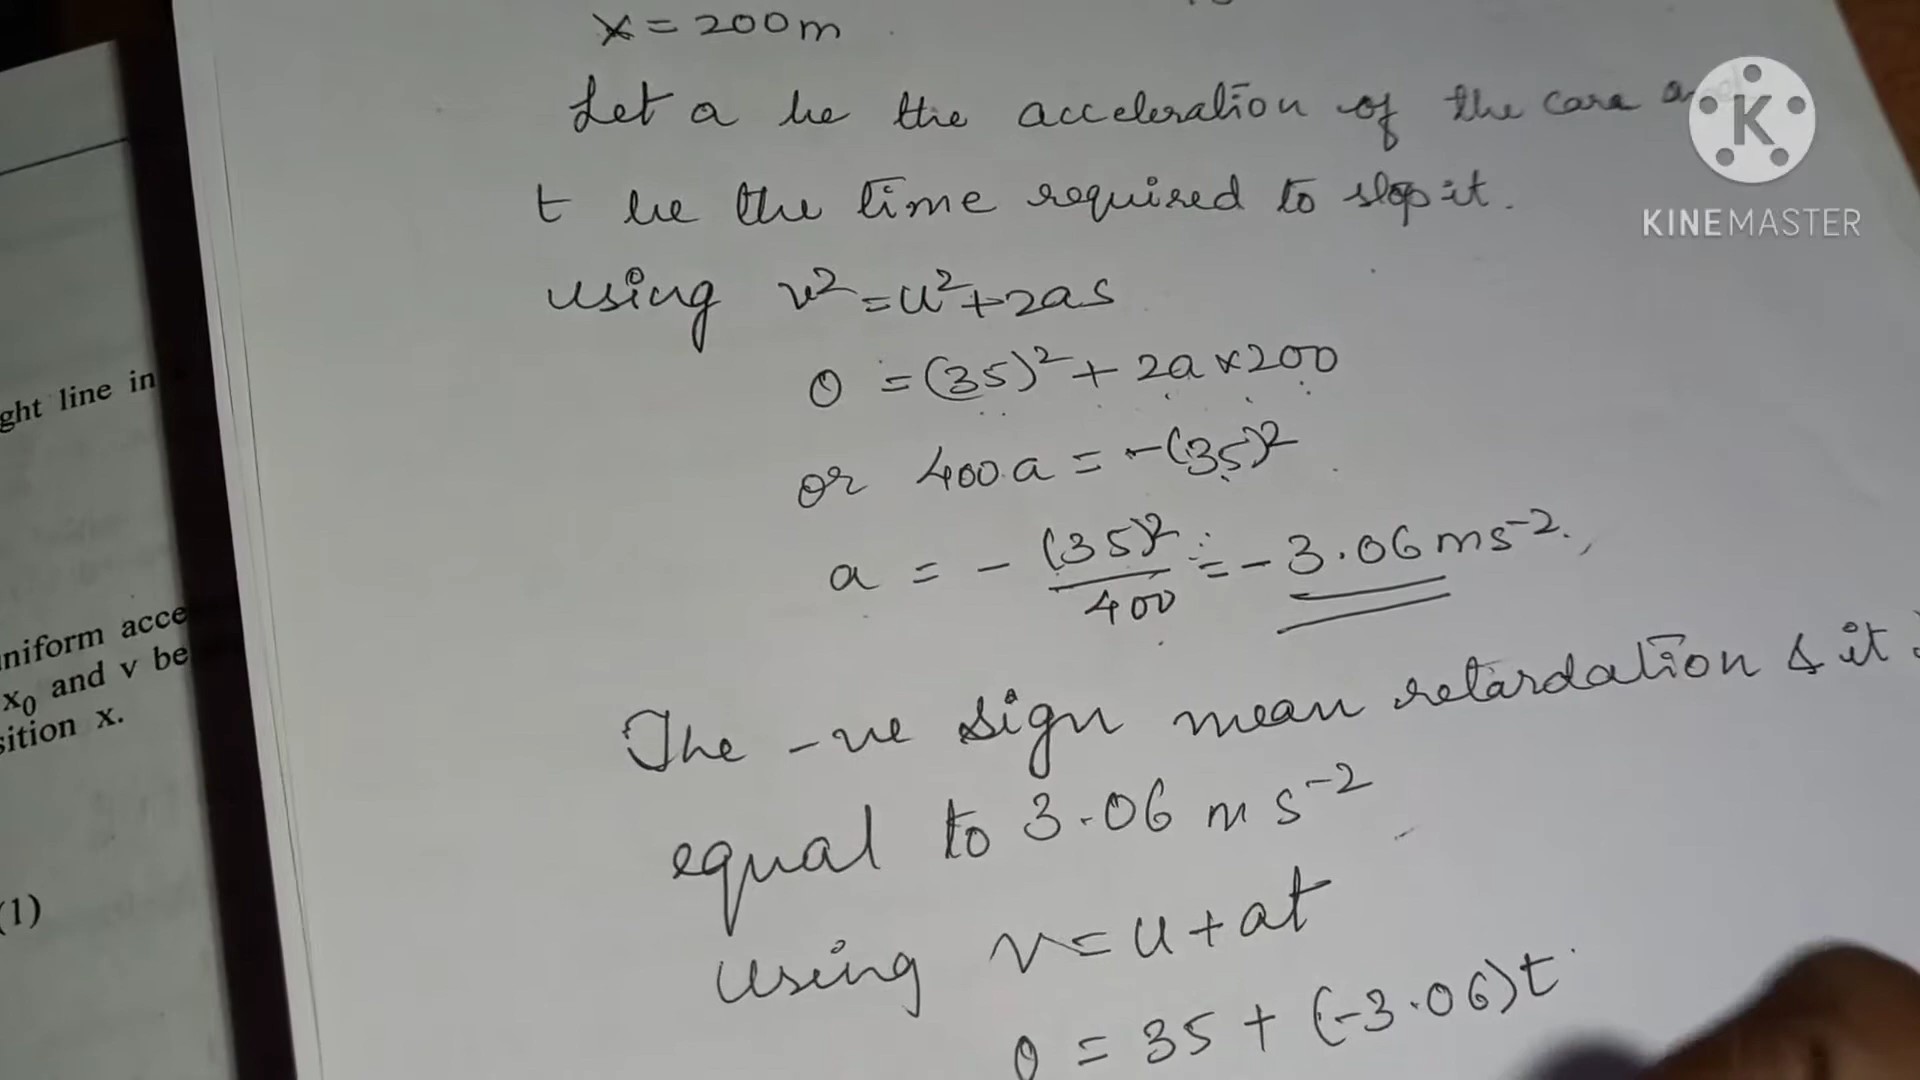 x = 200m
Let a be the acceleration of the care
t be the time required to stop it.
using v² = u² + 2as
0 = (35)² + 2a × 200
or 400 a = -(35)²
a = - (35)²/400 = - 3.06 ms⁻².
The -ve sign mean retardation & it
equal to 3.06 m s⁻²
using v = u + at
0 = 35 + (-3.06)t
K
KINEMASTER
ght line in
niform acce
x₀ and v be
sition x.
(1)